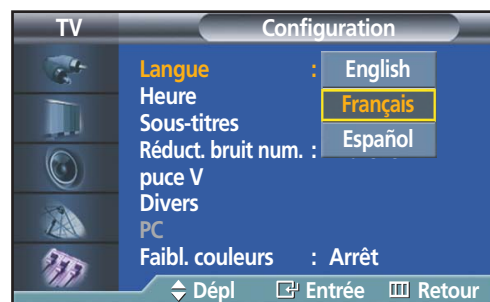 TV Configuration
Langue : English
Heure Français
Sous-titres
Español
Réduct. bruit num. :
puce V
Divers
PC
Faibl. couleurs : Arrêt
Dépl Entrée Retour